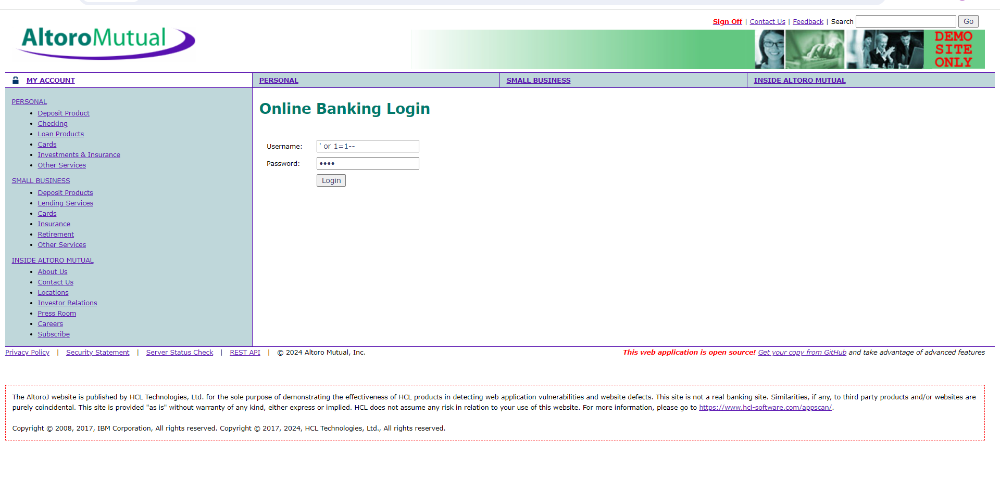 Sign Off | Contact Us | Feedback | Search Go
AltoroMutual
DEMO
SITE
ONLY
MY ACCOUNT PERSONAL SMALL BUSINESS INSIDE ALTORO MUTUAL
PERSONAL
Deposit Product
Checking
Loan Products
Cards
Investments & Insurance
Other Services
SMALL BUSINESS
Deposit Products
Lending Services
Cards
Insurance
Retirement
Other Services
INSIDE ALTORO MUTUAL
About Us
Contact Us
Locations
Investor Relations
Press Room
Careers
Subscribe
Online Banking Login
Username: ' or 1=1--
Password: ••••
Login
Privacy Policy | Security Statement | Server Status Check | REST API | © 2024 Altoro Mutual, Inc. This web application is open source! Get your copy from GitHub and take advantage of advanced features
The AltoroJ website is published by HCL Technologies, Ltd. for the sole purpose of demonstrating the effectiveness of HCL products in detecting web application vulnerabilities and website defects. This site is not a real banking site. Similarities, if any, to third party products and/or websites are
purely coincidental. This site is provided "as is" without warranty of any kind, either express or implied. HCL does not assume any risk in relation to your use of this website. For more information, please go to https://www.hcl-software.com/appscan/.
Copyright © 2008, 2017, IBM Corporation, All rights reserved. Copyright © 2017, 2024, HCL Technologies, Ltd., All rights reserved.